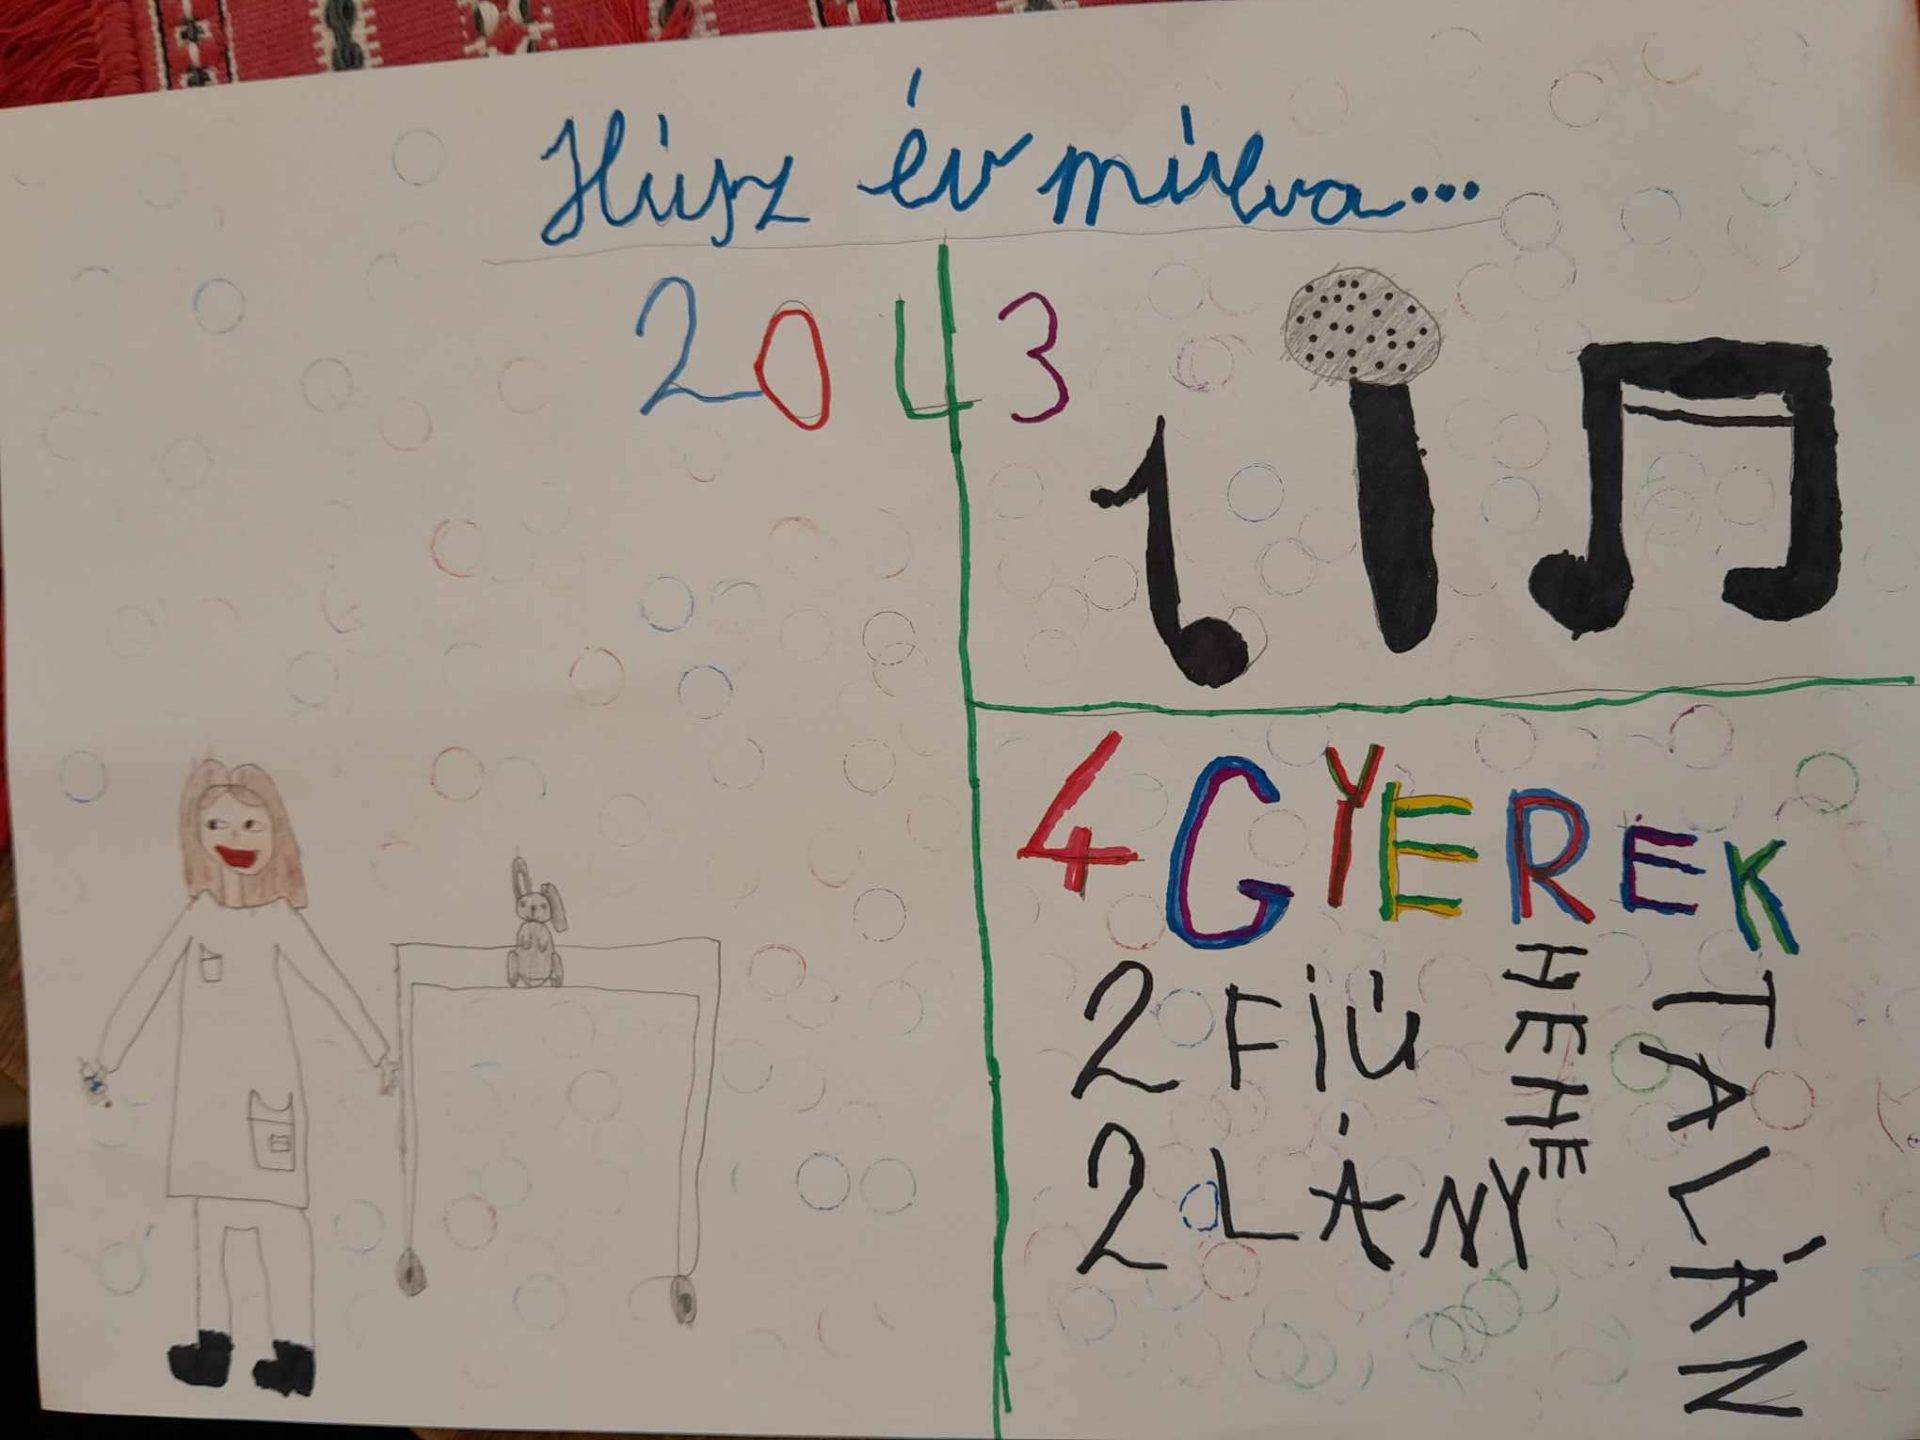 Húsz év múlva...
2043
4 GYEREK
2 FIÚ
2 LÁNY
HEHE
TALÁN